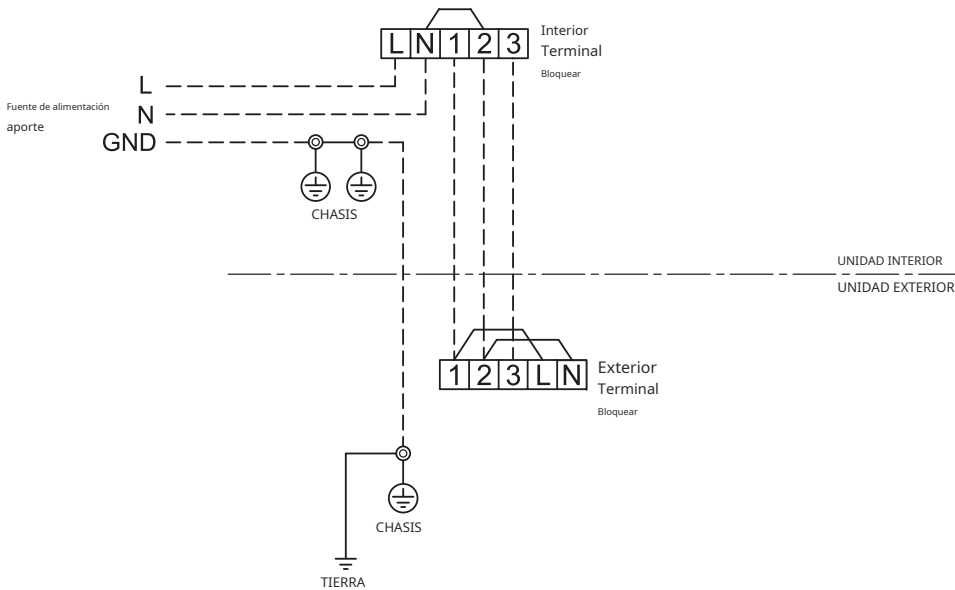 L N 1 2 3
Interior
Terminal
Bloquear
L
Fuente de alimentación
N
aporte
GND
CHASIS
UNIDAD INTERIOR
UNIDAD EXTERIOR
1 2 3 L N
Exterior
Terminal
Bloquear
CHASIS
TIERRA